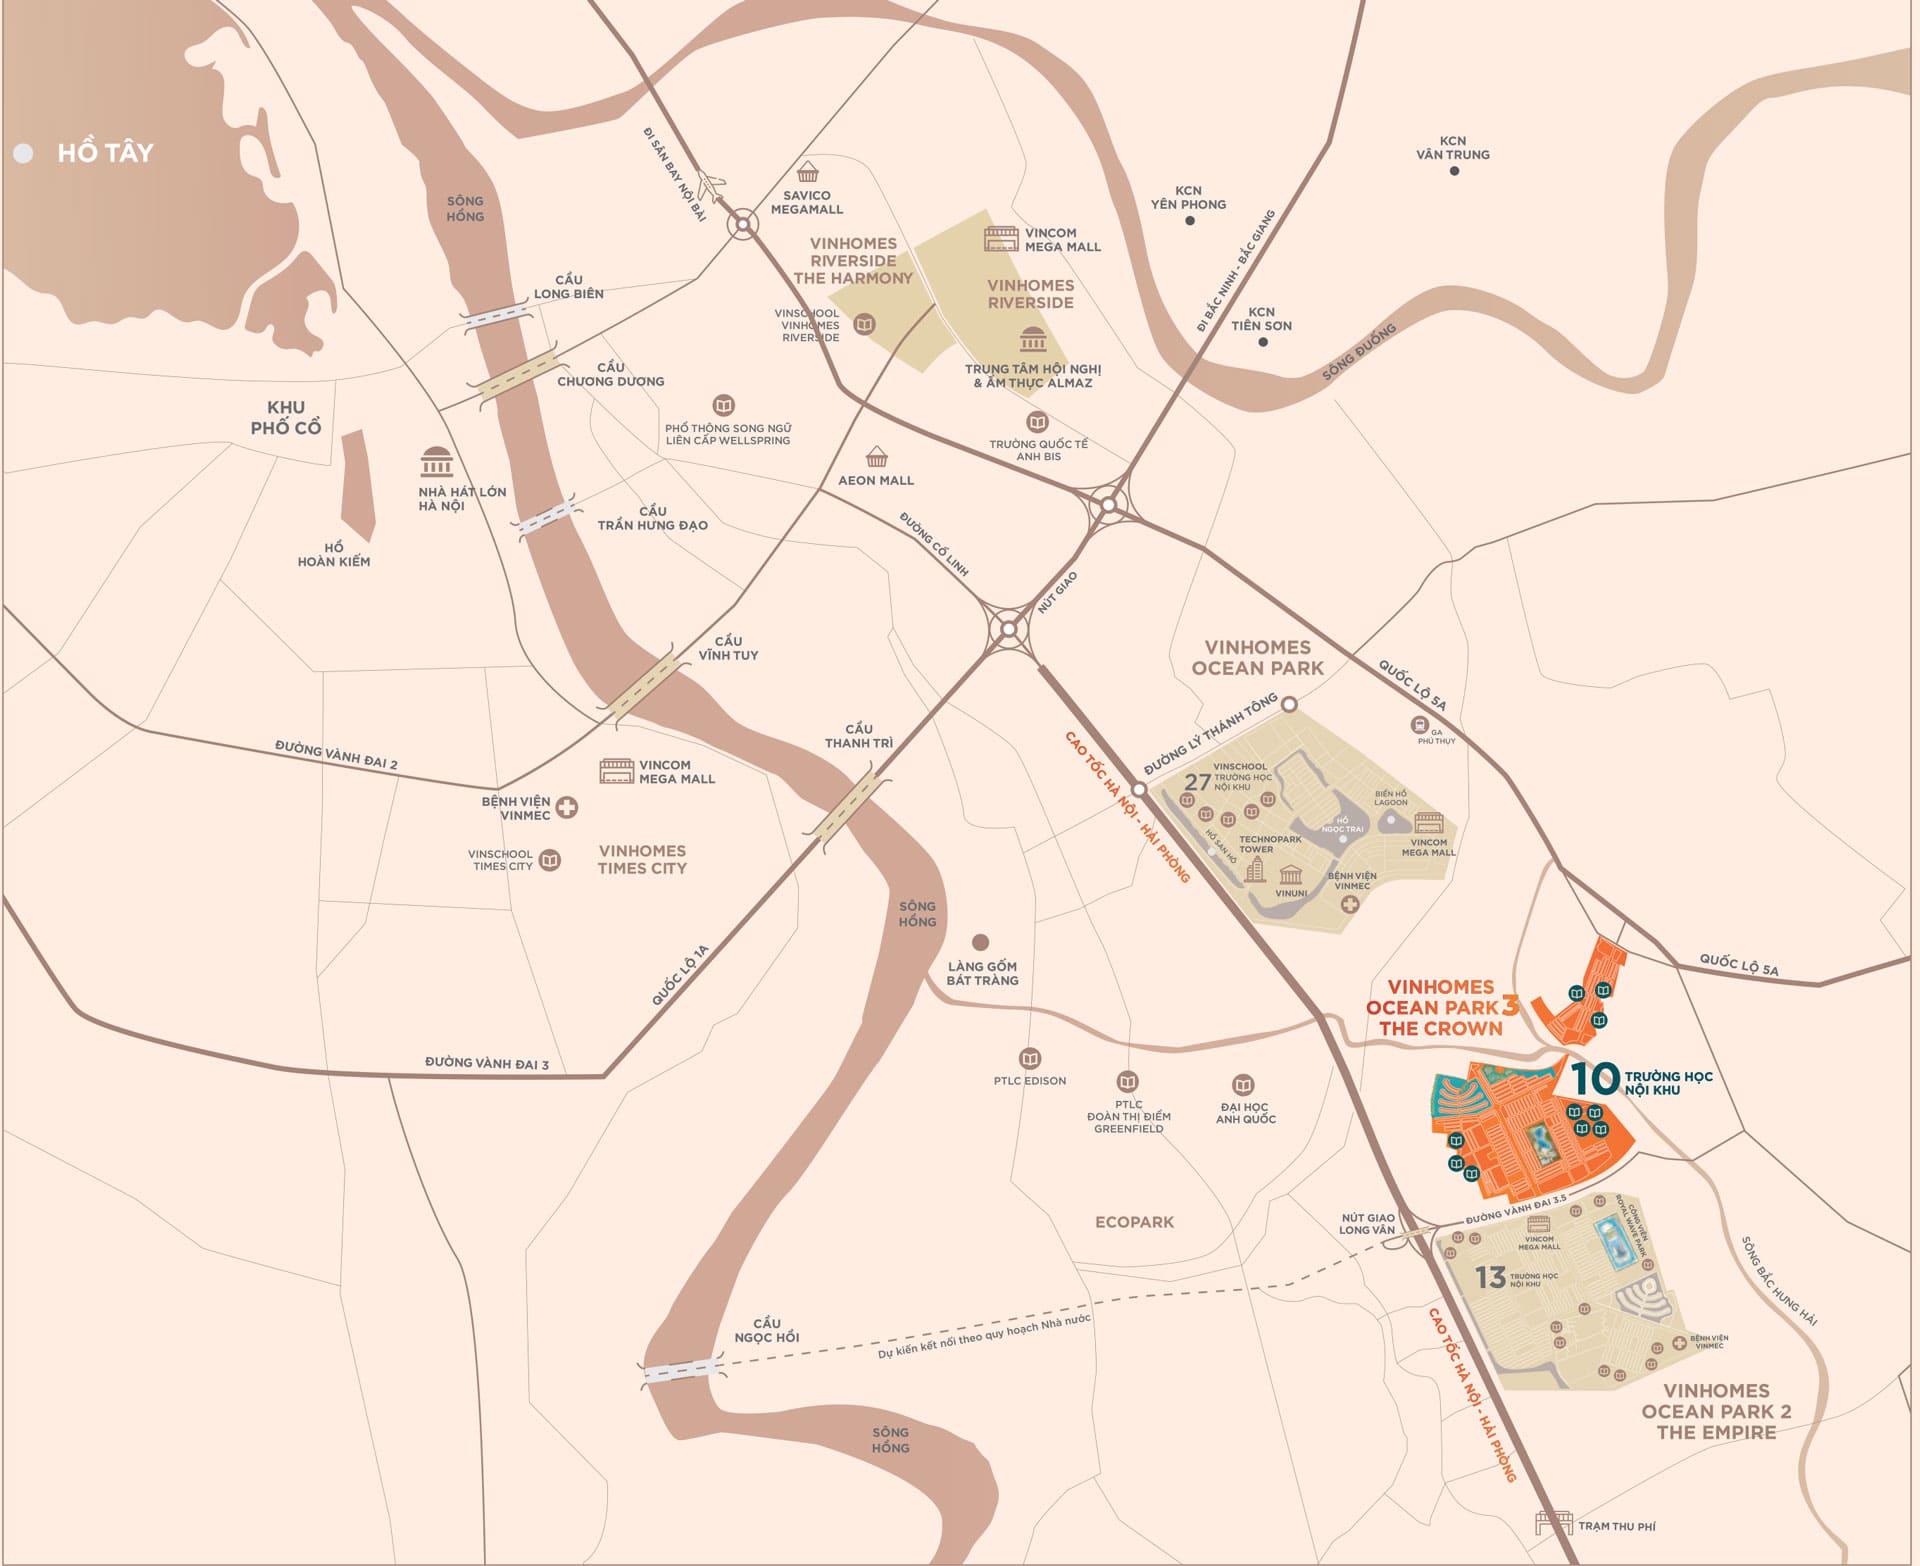 HỒ TÂY
SÔNG
HỒNG
ĐI SÂN BAY NỘI BÀI
SAVICO
MEGAMALL
VINHOMES
RIVERSIDE
THE HARMONY
VINCOM
MEGA MALL
VINHOMES
RIVERSIDE
KCN
VÂN TRUNG
KCN
YÊN PHONG
ĐI BẮC NINH - BẮC GIANG
KCN
TIÊN SƠN
SÔNG ĐUỐNG
CẦU
LONG BIÊN
VINSCHOOL
VINHOMES
RIVERSIDE
TRUNG TÂM HỘI NGHỊ
& ẨM THỰC ALMAZ
CẦU
CHƯƠNG DƯƠNG
KHU
PHỐ CỔ
PHỔ THÔNG SONG NGỮ
LIÊN CẤP WELLSPRING
TRƯỜNG QUỐC TẾ
ANH BIS
AEON MALL
NHÀ HÁT LỚN
HÀ NỘI
CẦU
TRẦN HƯNG ĐẠO
ĐƯỜNG CỔ LINH
HỒ
HOÀN KIẾM
NÚT GIAO
CẦU
VĨNH TUY
VINHOMES
OCEAN PARK
QUỐC LỘ 5A
ĐƯỜNG LÝ THÁNH TÔNG
GA
PHÚ THỤY
ĐƯỜNG VÀNH ĐAI 2
CẦU
THANH TRÌ
CAO TỐC HÀ NỘI - HẢI PHÒNG
VINCOM
MEGA MALL
27
VINSCHOOL
TRƯỜNG HỌC
NỘI KHU
BIỂN HỒ
LAGOON
HỒ
NGỌC TRAI
HỒ SAN HÔ
TECHNOPARK
TOWER
VINCOM
MEGA MALL
BỆNH VIỆN
VINMEC
VINUNI
BỆNH VIỆN
VINMEC
VINSCHOOL
TIMES CITY
VINHOMES
TIMES CITY
SÔNG
HỒNG
LÀNG GỐM
BÁT TRÀNG
QUỐC LỘ 1A
QUỐC LỘ 5A
VINHOMES
OCEAN PARK 3
THE CROWN
ĐƯỜNG VÀNH ĐAI 3
PTLC EDISON
PTLC
ĐOÀN THỊ ĐIỂM
GREENFIELD
ĐẠI HỌC
ANH QUỐC
10
TRƯỜNG HỌC
NỘI KHU
ECOPARK
NÚT GIAO
LONG VÂN
ĐƯỜNG VÀNH ĐAI 3.5
VINCOM
MEGA MALL
CÔNG VIÊN
ROYAL WAVE PARK
13
TRƯỜNG HỌC
NỘI KHU
SÔNG BẮC HƯNG HẢI
CẦU
NGỌC HỒI
Dự kiến kết nối theo quy hoạch Nhà nước
CAO TỐC HÀ NỘI - HẢI PHÒNG
BỆNH VIỆN
VINMEC
VINHOMES
OCEAN PARK 2
THE EMPIRE
SÔNG
HỒNG
TRẠM THU PHÍ